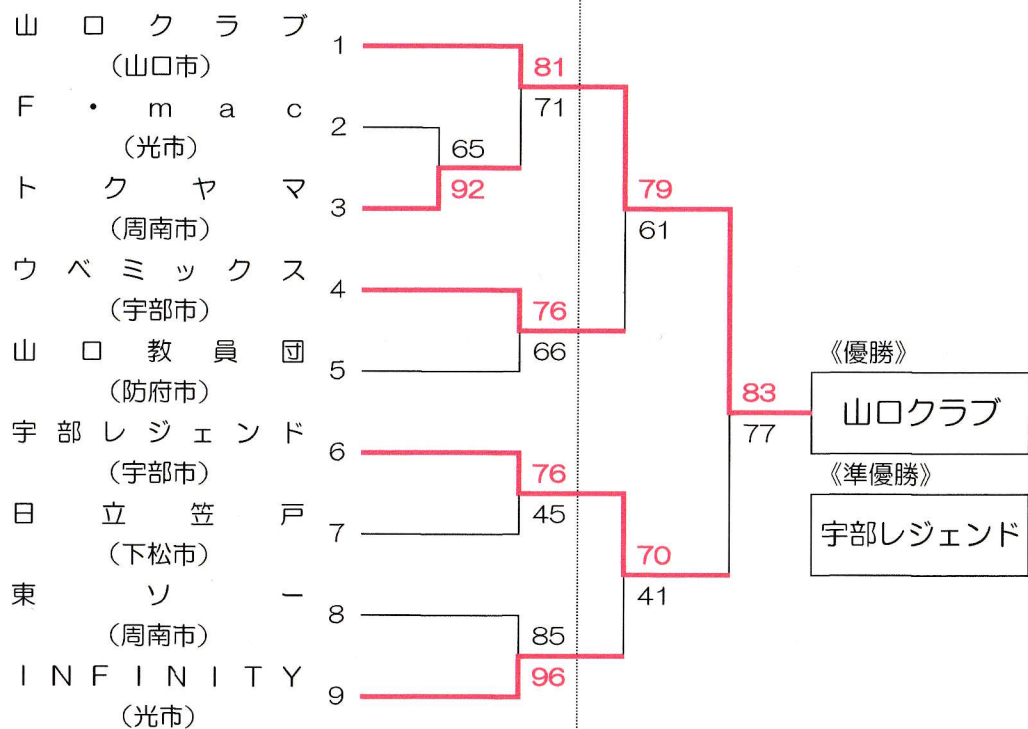 山口クラブ
(山口市)
1
F・mac
(光市)
2
トクヤマ
(周南市)
3
ウベミックス
(宇部市)
4
山口教員団
(防府市)
5
宇部レジェンド
(宇部市)
6
日立笠戸
(下松市)
7
東ソー
(周南市)
8
INFINITY
(光市)
9
65
92
81
71
76
66
76
45
85
96
79
61
70
41
83
77
《優勝》
山口クラブ
《準優勝》
宇部レジェンド